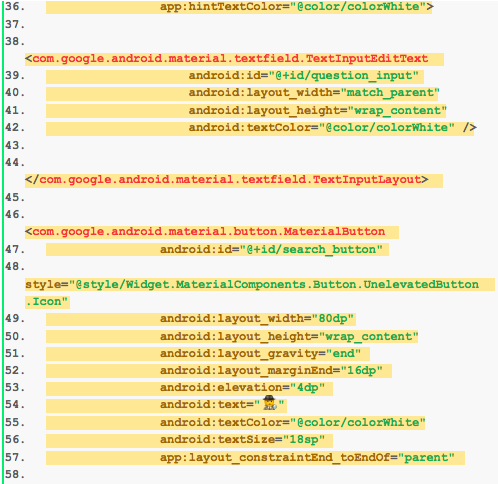 36. app:hintTextColor="@color/colorWhite">
37.
38.
<com.google.android.material.textfield.TextInputEditText
39. android:id="@+id/question_input"
40. android:layout_width="match_parent"
41. android:layout_height="wrap_content"
42. android:textColor="@color/colorWhite" />
43.
44.
</com.google.android.material.textfield.TextInputLayout>
45.
46.
<com.google.android.material.button.MaterialButton
47. android:id="@+id/search_button"
48.
style="@style/Widget.MaterialComponents.Button.UnelevatedButton
.Icon"
49. android:layout_width="80dp"
50. android:layout_height="wrap_content"
51. android:layout_gravity="end"
52. android:layout_marginEnd="16dp"
53. android:elevation="4dp"
54. android:text="🕵"
55. android:textColor="@color/colorWhite"
56. android:textSize="18sp"
57. app:layout_constraintEnd_toEndOf="parent"
58.